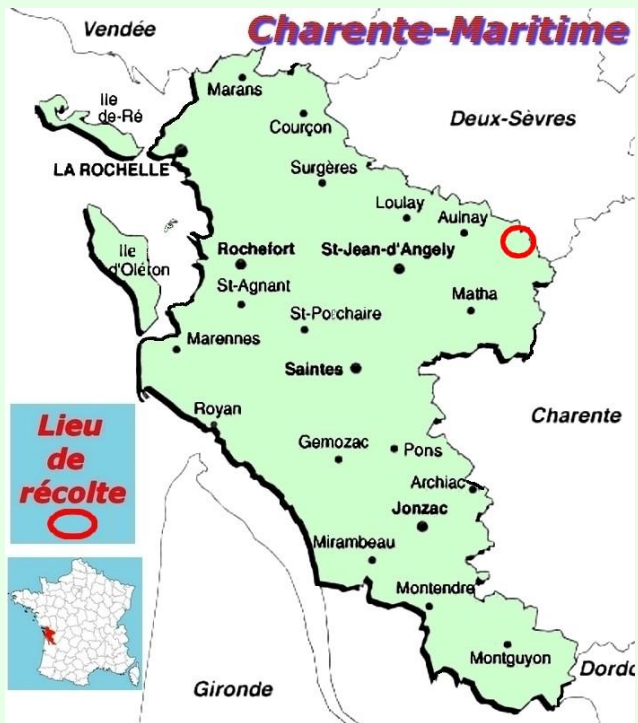 Charente-Maritime
Vendée
Marans
Ile
de-Ré
Courçon
Deux-Sèvres
LA ROCHELLE
Surgères
Loulay
Aulnay
Ile
d'Oléron
Rochefort
St-Jean-d'Angely
St-Agnant
Matha
St-Porchaire
Marennes
Saintes
Royan
Charente
Lieu
de
récolte
Gemozac
Pons
Archiac
Jonzac
Mirambeau
Montendre
Montguyon
Dordo
Gironde